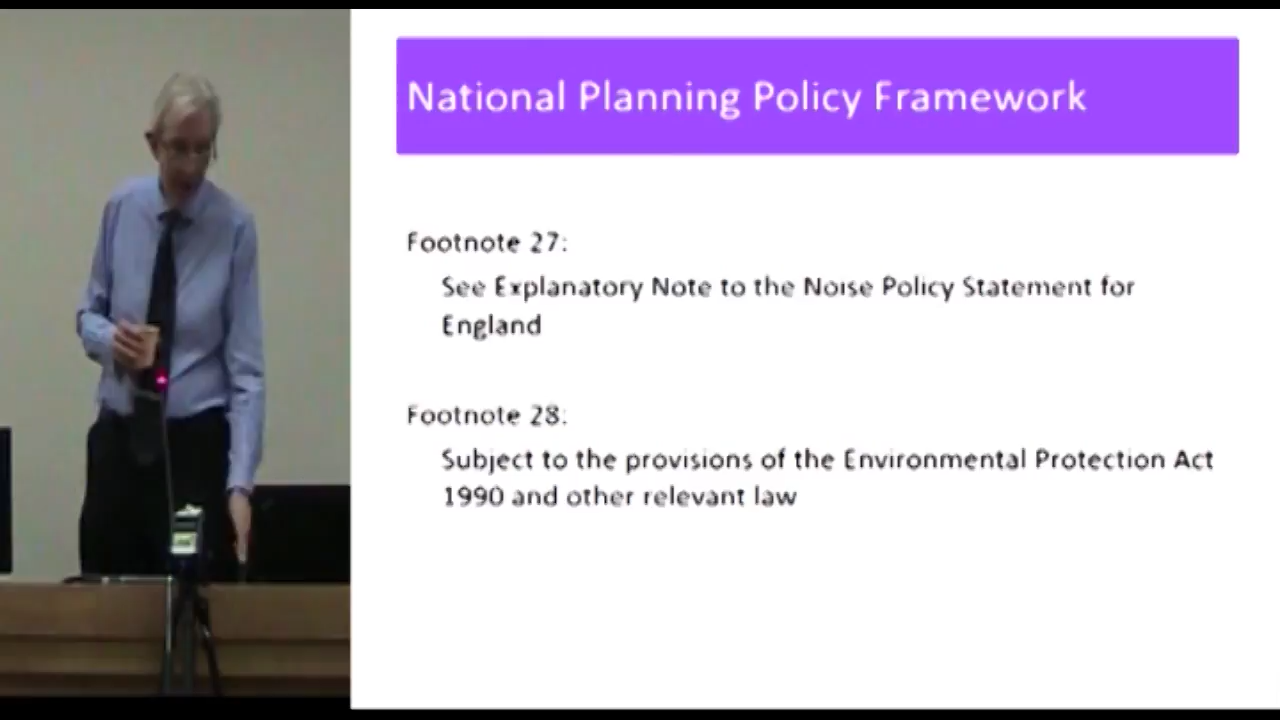 National Planning Policy Framework
Footnote 27:
See Explanatory Note to the Noise Policy Statement for
England
Footnote 28:
Subject to the provisions of the Environmental Protection Act
1990 and other relevant law